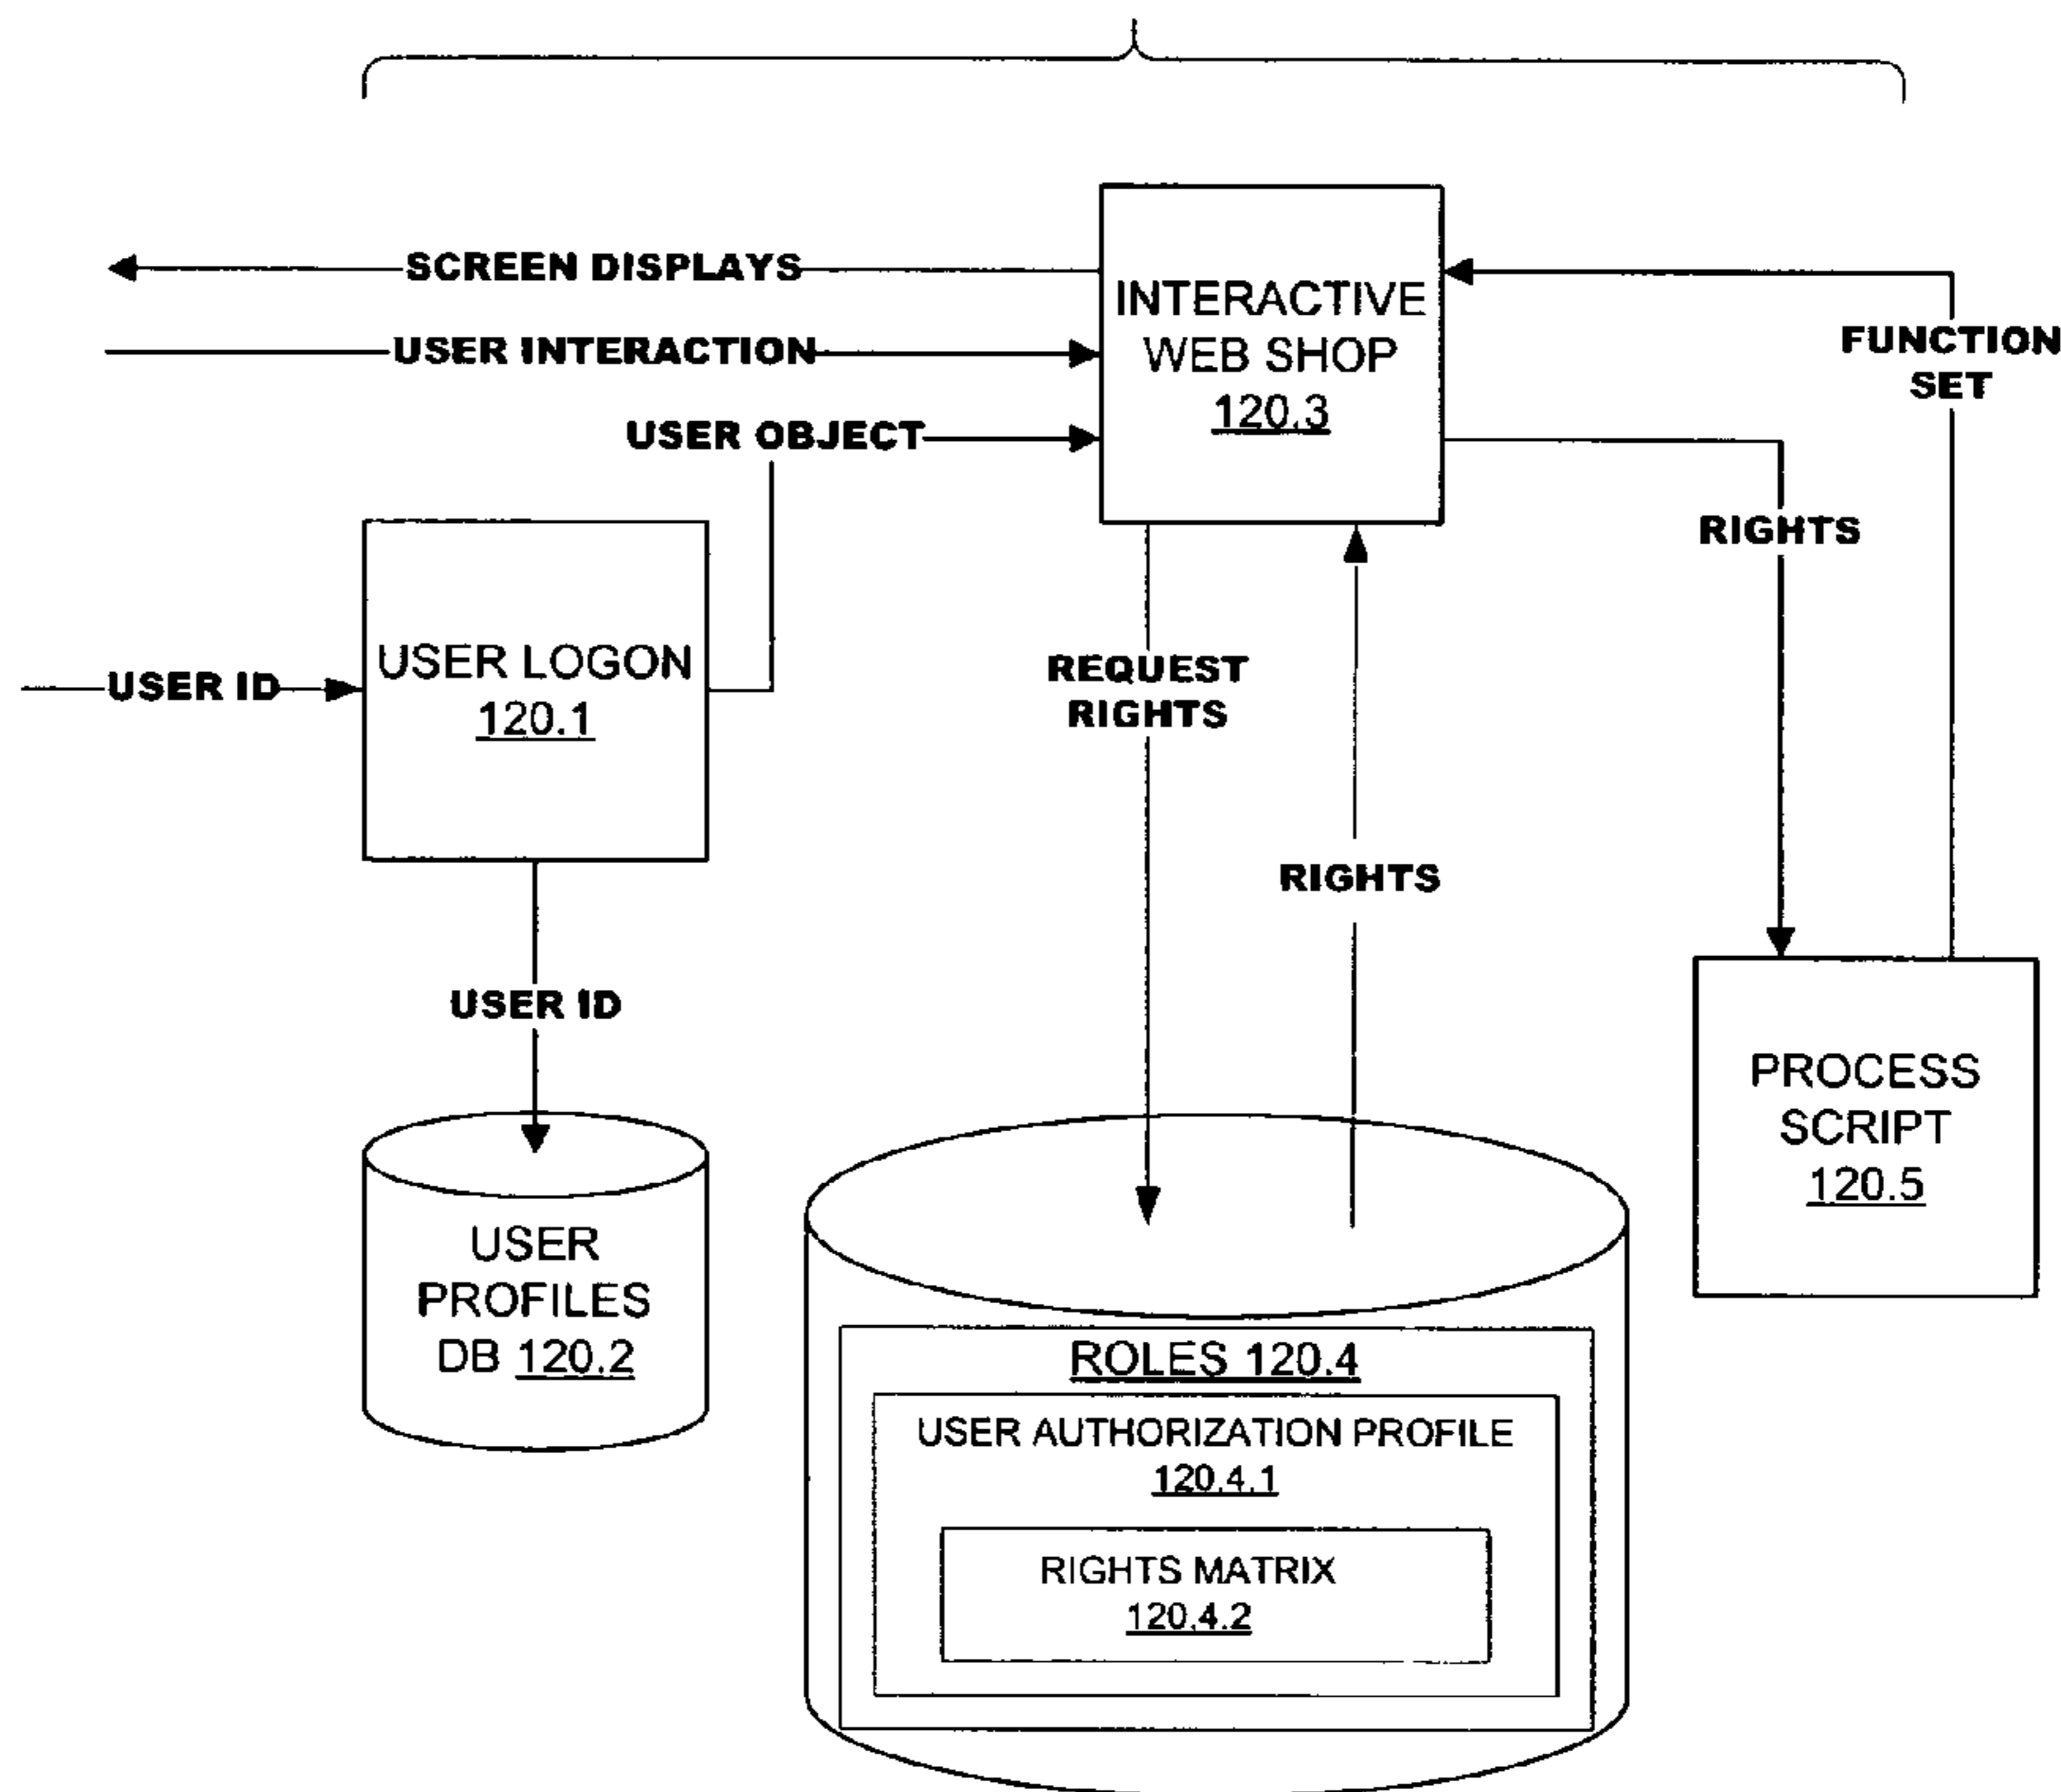 SCREEN DISPLAYS
USER INTERACTION
USER OBJECT
INTERACTIVE
WEB SHOP
120.3
FUNCTION
SET
RIGHTS
USER ID
USER LOGON
120.1
REQUEST
RIGHTS
RIGHTS
USER ID
PROCESS
SCRIPT
120.5
USER
PROFILES
DB 120.2
ROLES 120.4
USER AUTHORIZATION PROFILE
120.4.1
RIGHTS MATRIX
120.4.2